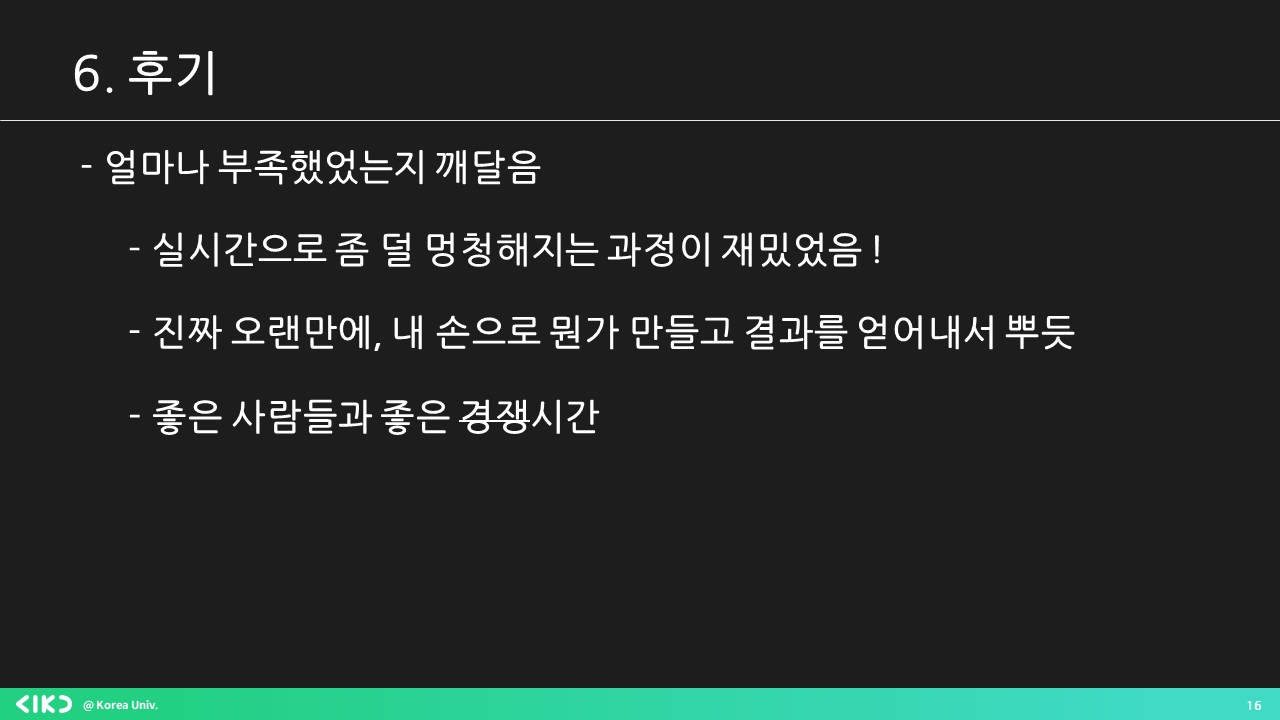 6. 후기
- 얼마나 부족했었는지 깨달음
- 실시간으로 좀 덜 멍청해지는 과정이 재밌었음 !
- 진짜 오랜만에, 내 손으로 뭔가 만들고 결과를 얻어내서 뿌듯
- 좋은 사람들과 좋은 경쟁시간
@ Korea Univ.
16